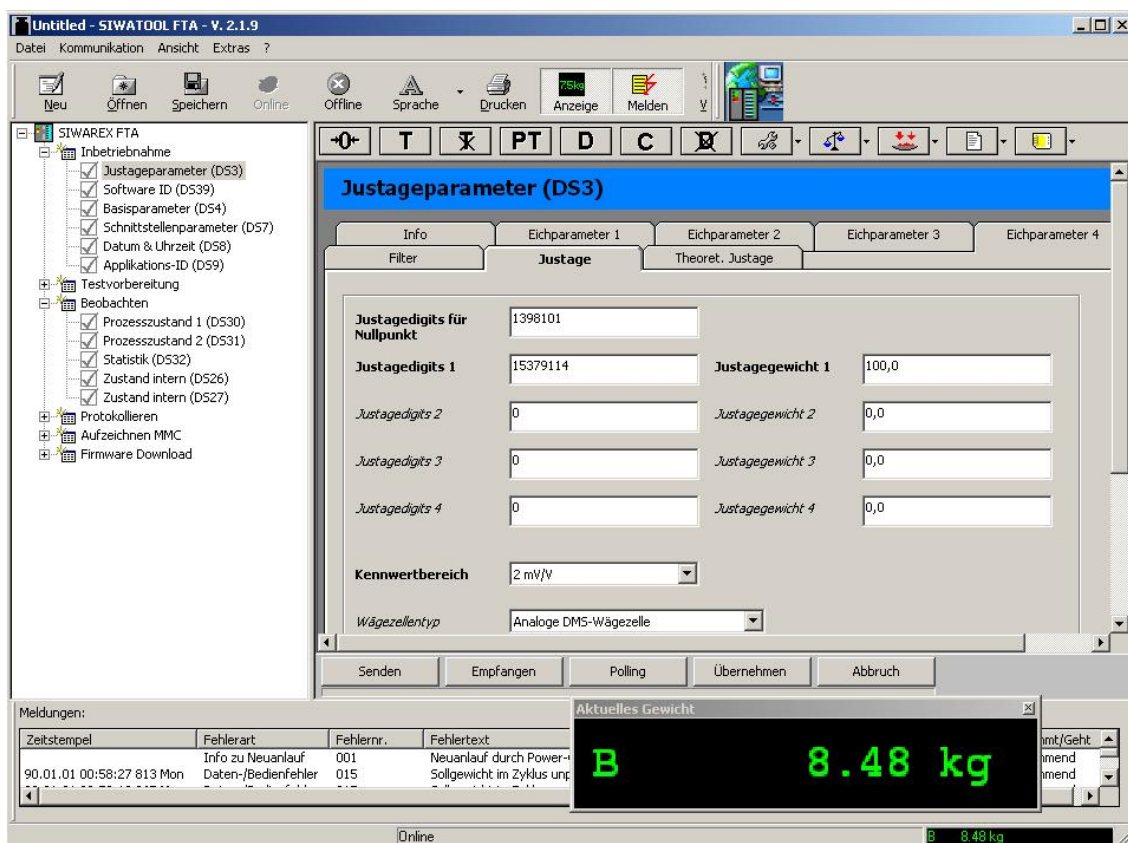 Untitled - SIWATOOL FTA - V. 2.1.9
Datei Kommunikation Ansicht Extras ?
Neu Öffnen Speichern Online Offline Sprache Drucken 7.5kg Anzeige Melden V
SIWAREX FTA
Inbetriebnahme
Justageparameter (DS3)
Software ID (DS39)
Basisparameter (DS4)
Schnittstellenparameter (DS7)
Datum & Uhrzeit (DS8)
Applikations-ID (DS9)
Testvorbereitung
Beobachten
Prozesszustand 1 (DS30)
Prozesszustand 2 (DS31)
Statistik (DS32)
Zustand intern (DS26)
Zustand intern (DS27)
Protokollieren
Aufzeichnen MMC
Firmware Download
→0← T T PT D C D
Justageparameter (DS3)
Info Eichparameter 1 Eichparameter 2 Eichparameter 3 Eichparameter 4
Filter Justage Theoret. Justage
Justagedigits für
Nullpunkt
1398101
Justagedigits 1 15379114 Justagegewicht 1 100,0
Justagedigits 2 0 Justagegewicht 2 0,0
Justagedigits 3 0 Justagegewicht 3 0,0
Justagedigits 4 0 Justagegewicht 4 0,0
Kennwertbereich 2 mV/V
Wägezellentyp Analoge DMS-Wägezelle
Senden Empfangen Polling Übernehmen Abbruch
Meldungen:
Zeitstempel Fehlerart Fehlernr. Fehlertext
Info zu Neuanlauf 001 Neuanlauf durch Power-
90.01.01 00:58:27 813 Mon Daten-/Bedienfehler 015 Sollgewicht im Zyklus
Aktuelles Gewicht
B 8.48 kg
Online
B 8.48 kg